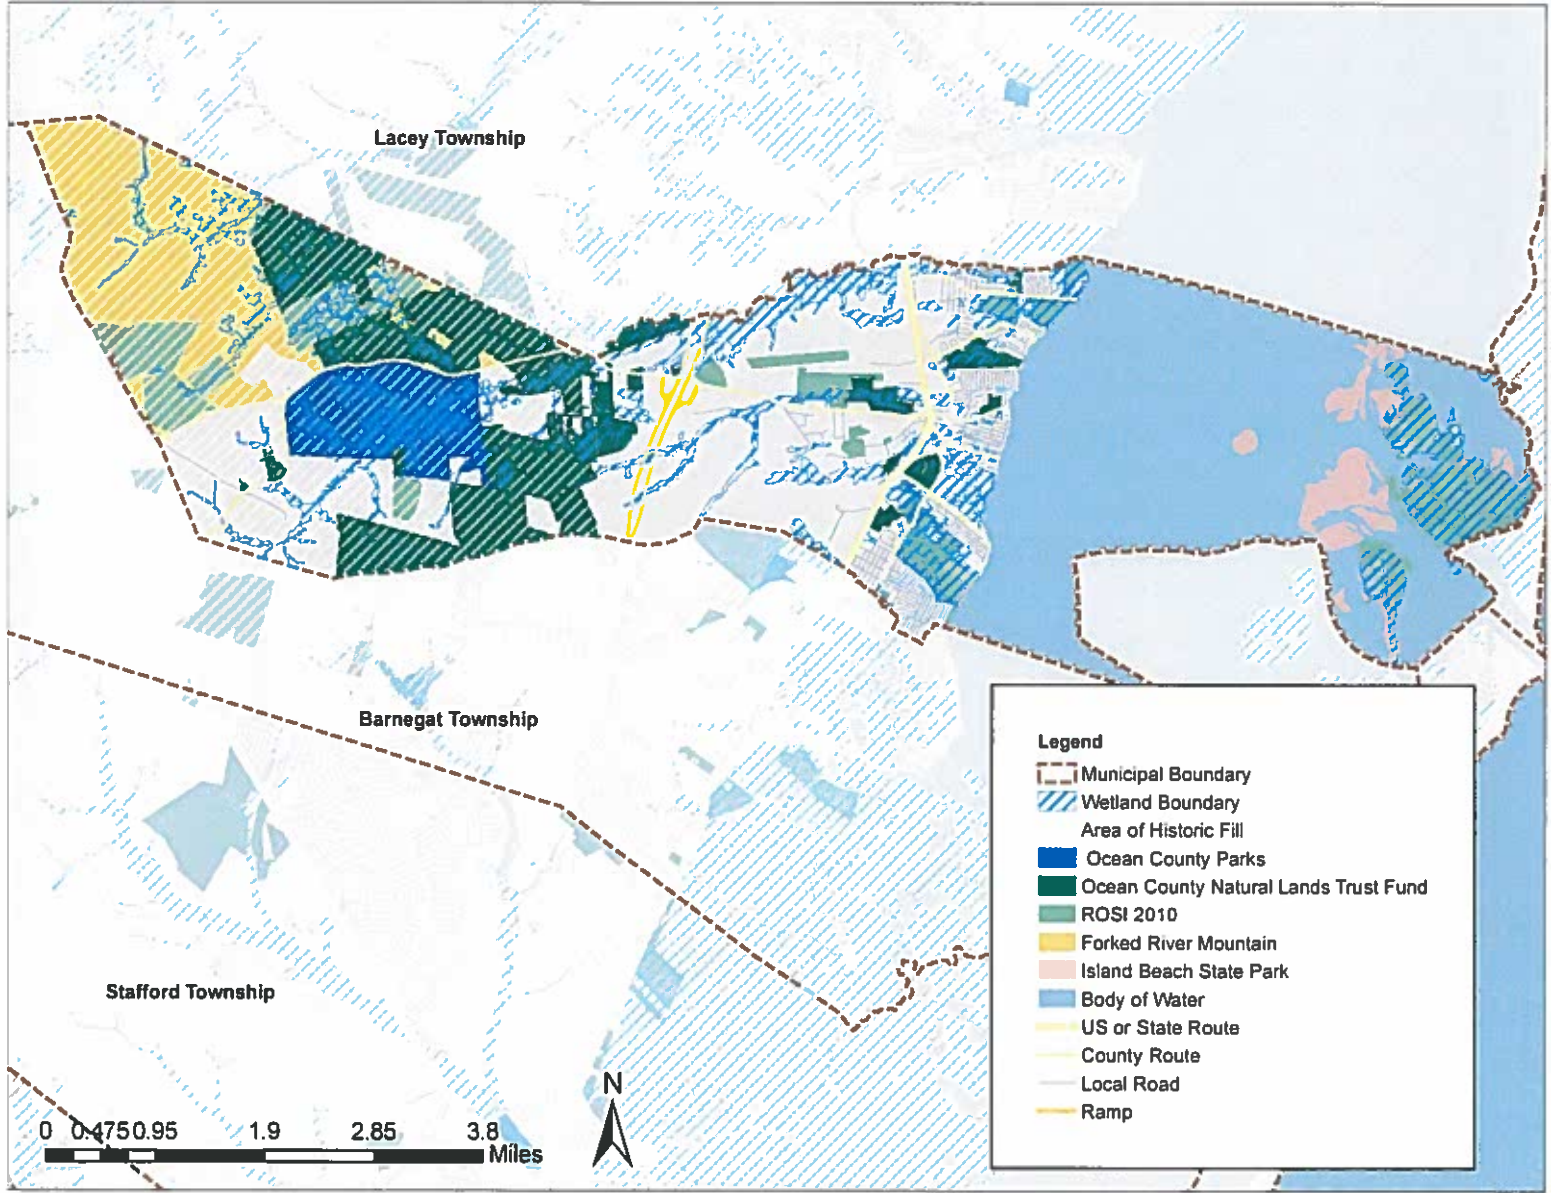 Lacey Township
Barnegat Township
Stafford Township
Legend
Municipal Boundary
Wetland Boundary
Area of Historic Fill
Ocean County Parks
Ocean County Natural Lands Trust Fund
ROSI 2010
Forked River Mountain
Island Beach State Park
Body of Water
US or State Route
County Route
Local Road
Ramp
N
0 0.475 0.95 1.9 2.85 3.8
Miles